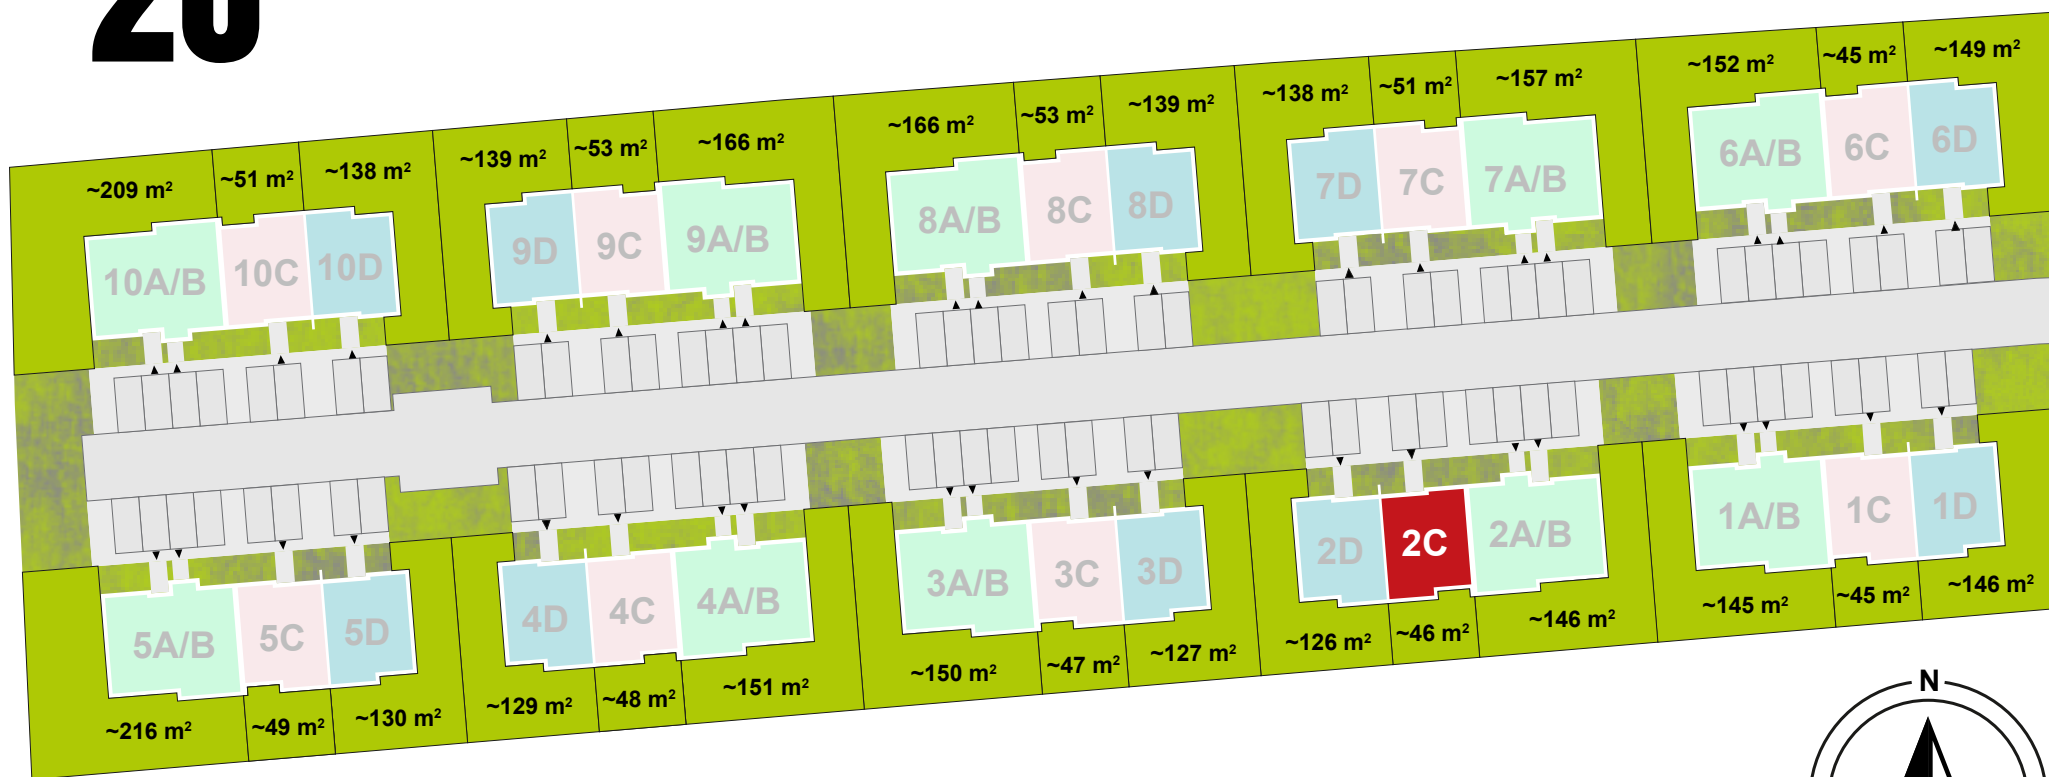 ~209 m² ~51 m² ~138 m² ~139 m² ~53 m² ~166 m² ~166 m² ~53 m² ~139 m² ~138 m² ~51 m² ~157 m² ~152 m² ~45 m² ~149 m²
10A/B 10C 10D 9D 9C 9A/B 8A/B 8C 8D 7D 7C 7A/B 6A/B 6C 6D
5A/B 5C 5D 4D 4C 4A/B 3A/B 3C 3D 2D 2C 2A/B 1A/B 1C 1D
~216 m² ~49 m² ~130 m² ~129 m² ~48 m² ~151 m² ~150 m² ~47 m² ~127 m² ~126 m² ~46 m² ~146 m² ~145 m² ~45 m² ~146 m²
N